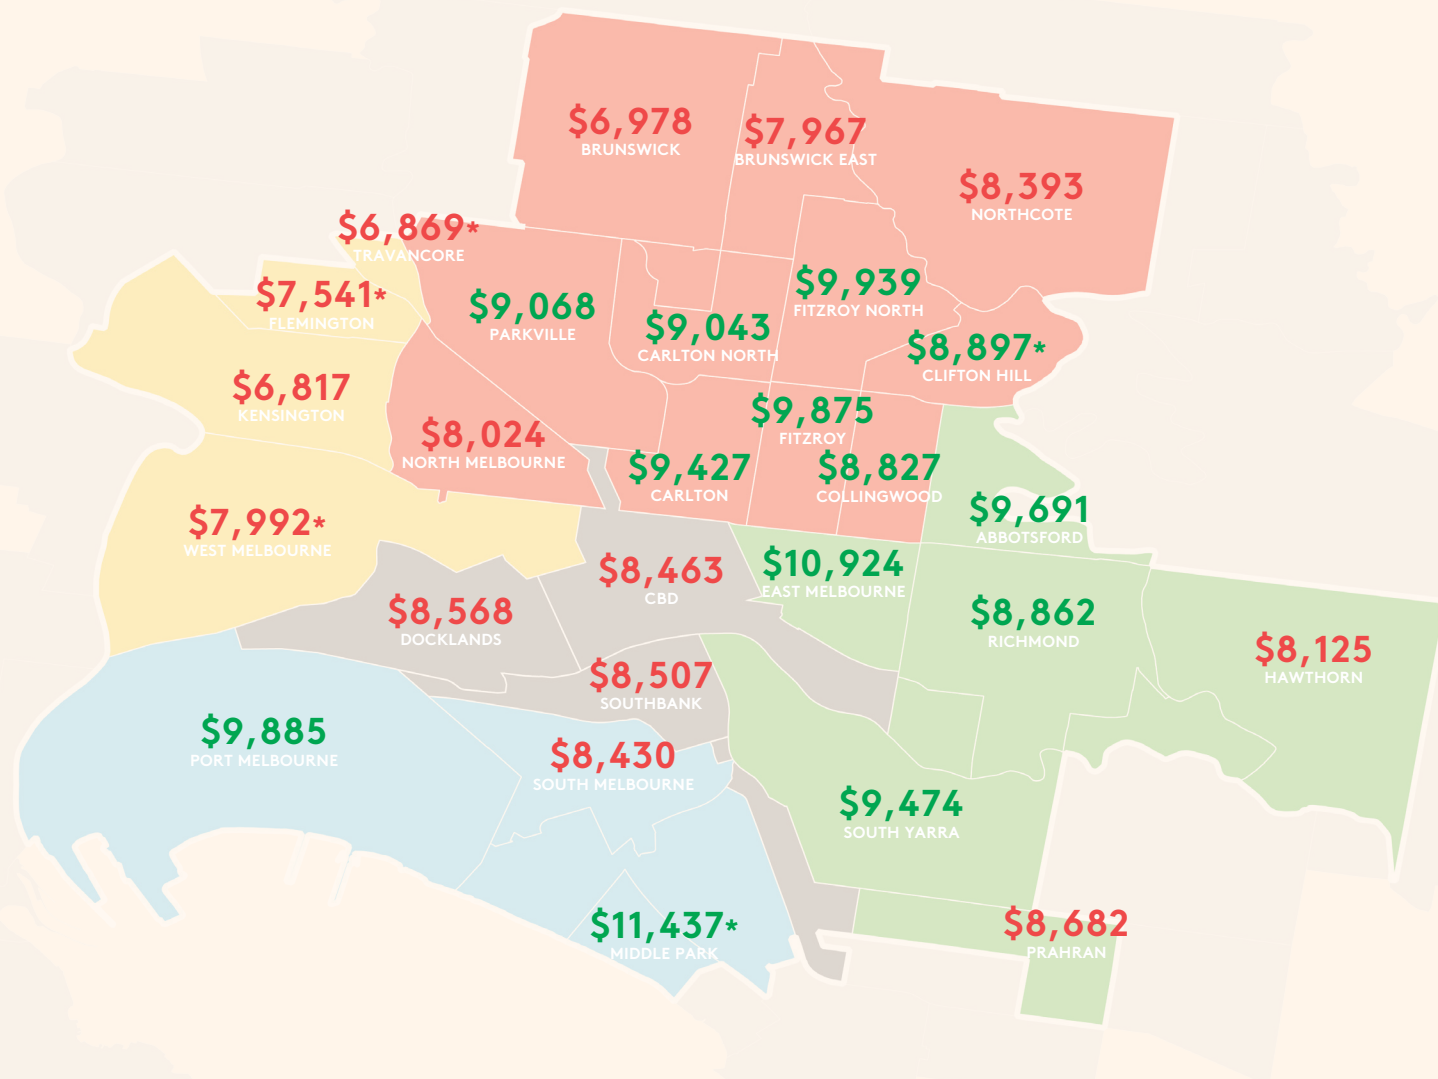 $6,978
BRUNSWICK
$7,967
BRUNSWICK EAST
$8,393
NORTHCOTE
$6,869*
TRAVANCORE
$7,541*
FLEMINGTON
$9,068
PARKVILLE
$9,043
CARLTON NORTH
$9,939
FITZROY NORTH
$8,897*
CLIFTON HILL
$6,817
KENSINGTON
$8,024
NORTH MELBOURNE
$9,875
FITZROY
$9,427
CARLTON
$8,827
COLLINGWOOD
$7,992*
WEST MELBOURNE
$9,691
ABBOTSFORD
$8,463
CBD
$10,924
EAST MELBOURNE
$8,568
DOCKLANDS
$8,862
RICHMOND
$8,125
HAWTHORN
$8,507
SOUTHBANK
$9,885
PORT MELBOURNE
$8,430
SOUTH MELBOURNE
$9,474
SOUTH YARRA
$11,437*
MIDDLE PARK
$8,682
PRAHRAN